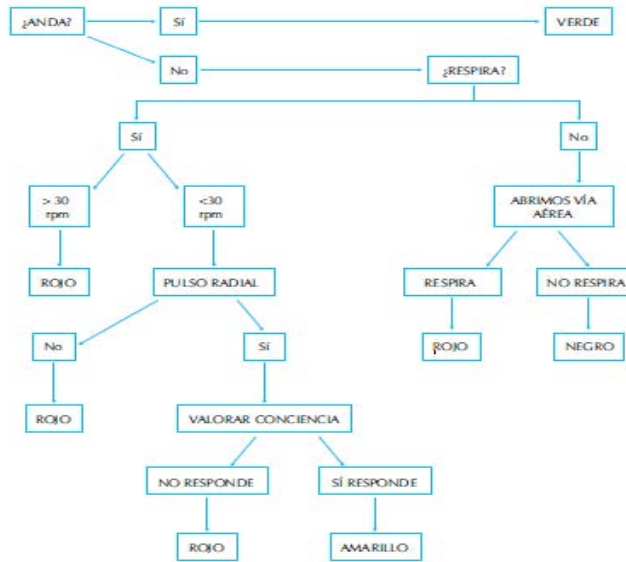 ¿ANDA?
Sí
VERDE
No
¿RESPIRA?
Sí
No
> 30
rpm
<30
rpm
ABRIMOS VÍA
AÉREA
ROJO
PULSO RADIAL
RESPIRA
NO RESPIRA
No
Sí
ROJO
NEGRO
ROJO
VALORAR CONCIENCIA
NO RESPONDE
SÍ RESPONDE
ROJO
AMARILLO